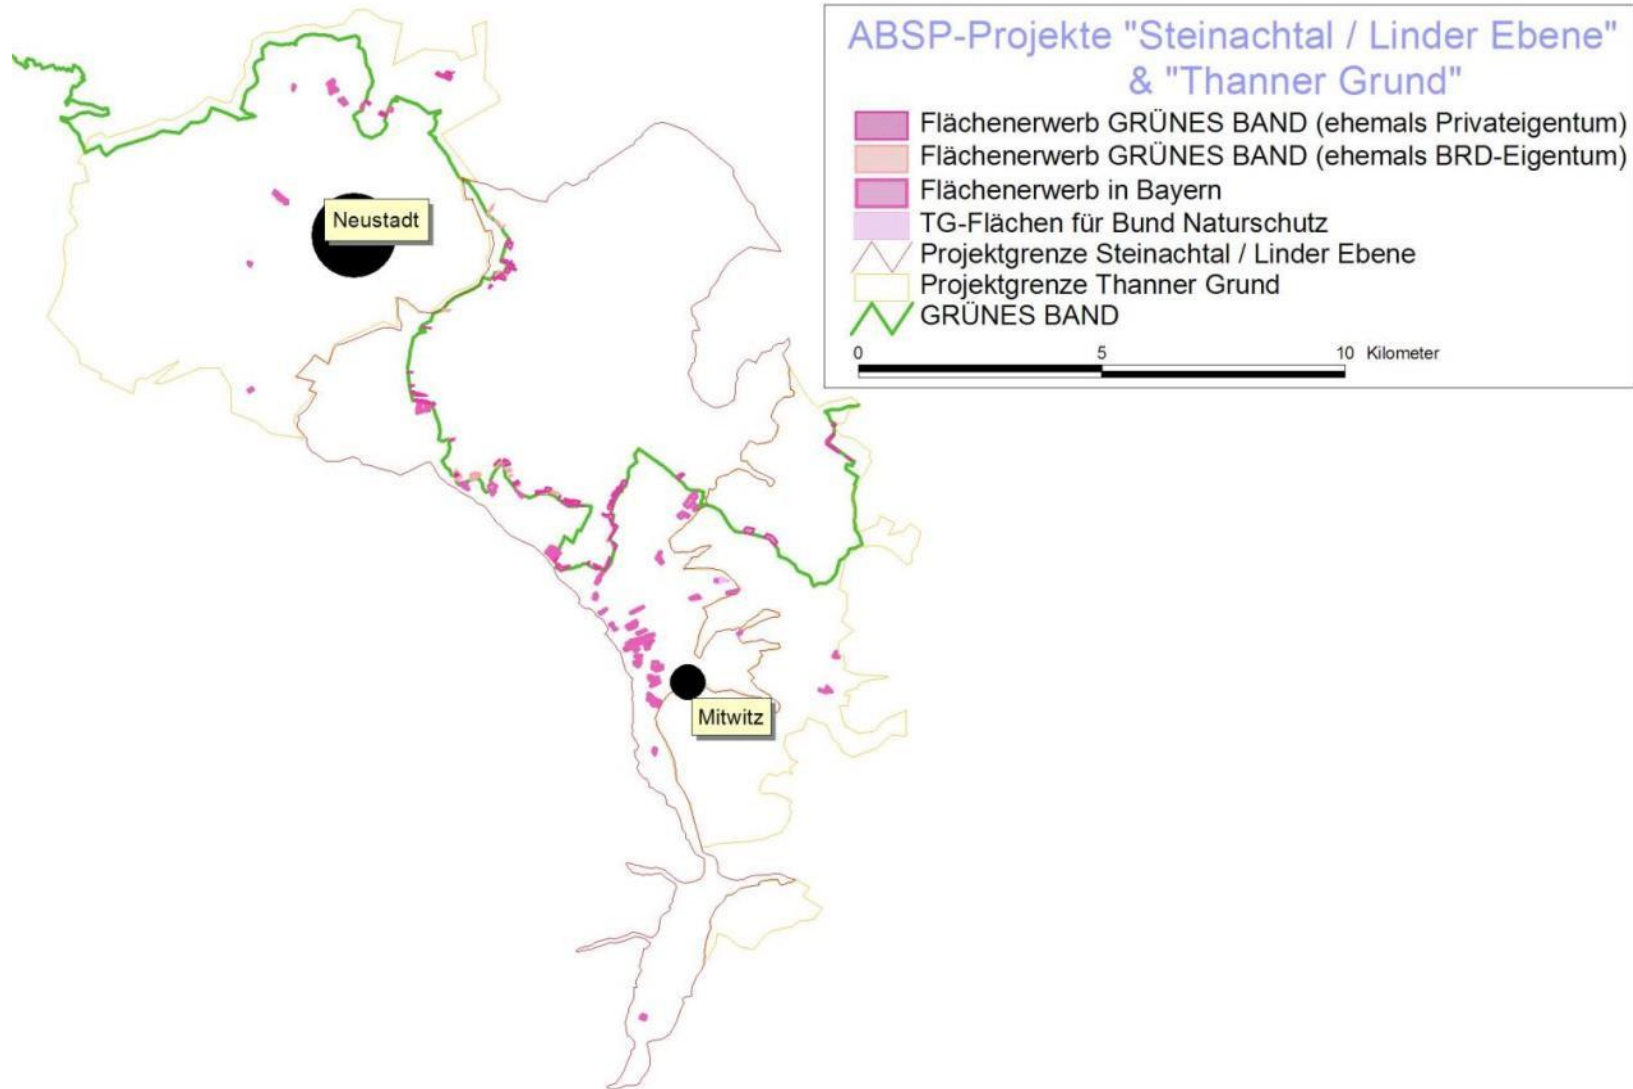 ABSP-Projekte "Steinachtal / Linder Ebene"
& "Thanner Grund"
Flächenerwerb GRÜNES BAND (ehemals Privateigentum)
Flächenerwerb GRÜNES BAND (ehemals BRD-Eigentum)
Flächenerwerb in Bayern
TG-Flächen für Bund Naturschutz
Projektgrenze Steinachtal / Linder Ebene
Projektgrenze Thanner Grund
GRÜNES BAND
0 5 10 Kilometer
Neustadt
Mitwitz